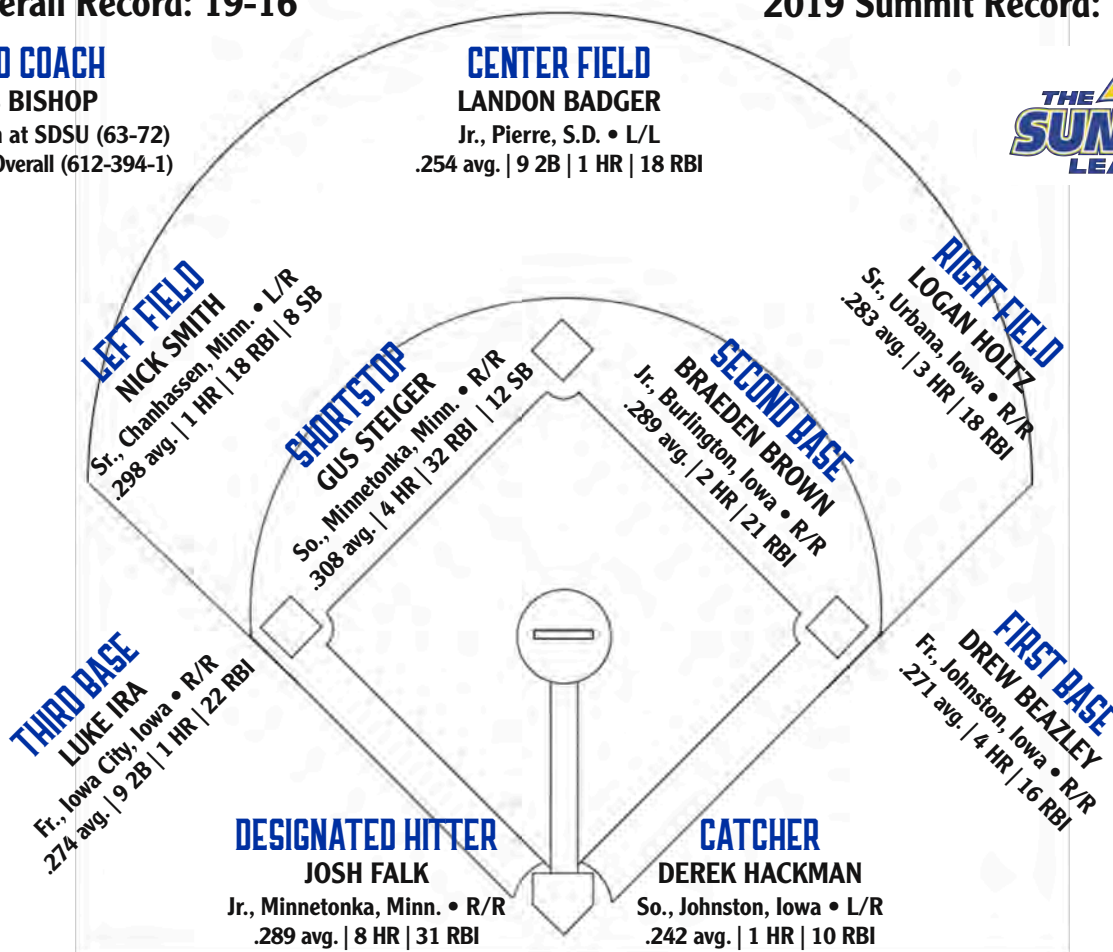 erall Record: 19-16
2019 Summit Record:
D COACH
BISHOP
at SDSU (63-72)
Overall (612-394-1)
CENTER FIELD
LANDON BADGER
Jr., Pierre, S.D. • L/L
.254 avg. | 9 2B | 1 HR | 18 RBI
THE
SUM
LEA
LEFT FIELD
NICK SMITH
Sr., Chanhassen, Minn. • L/R
.298 avg. | 1 HR | 18 RBI | 8 SB
RIGHT FIELD
LOGAN HOLTZ
Sr., Urbana, Iowa • R/R
.283 avg. | 3 HR | 18 RBI
SHORTSTOP
GUS STEIGER
So., Minnetonka, Minn. • R/R
.308 avg. | 4 HR | 32 RBI | 12 SB
SECOND BASE
BRAEDEN BROWN
Jr., Burlington, Iowa • R/R
.289 avg. | 2 HR | 21 RBI
THIRD BASE
LUKE IRA
Fr., Iowa City, Iowa • R/R
.274 avg. | 9 2B | 1 HR | 22 RBI
FIRST BASE
DREW BEAZLEY
Fr., Johnston, Iowa • R/R
.271 avg. | 4 HR | 16 RBI
DESIGNATED HITTER
JOSH FALK
Jr., Minnetonka, Minn. • R/R
.289 avg. | 8 HR | 31 RBI
CATCHER
DEREK HACKMAN
So., Johnston, Iowa • L/R
.242 avg. | 1 HR | 10 RBI